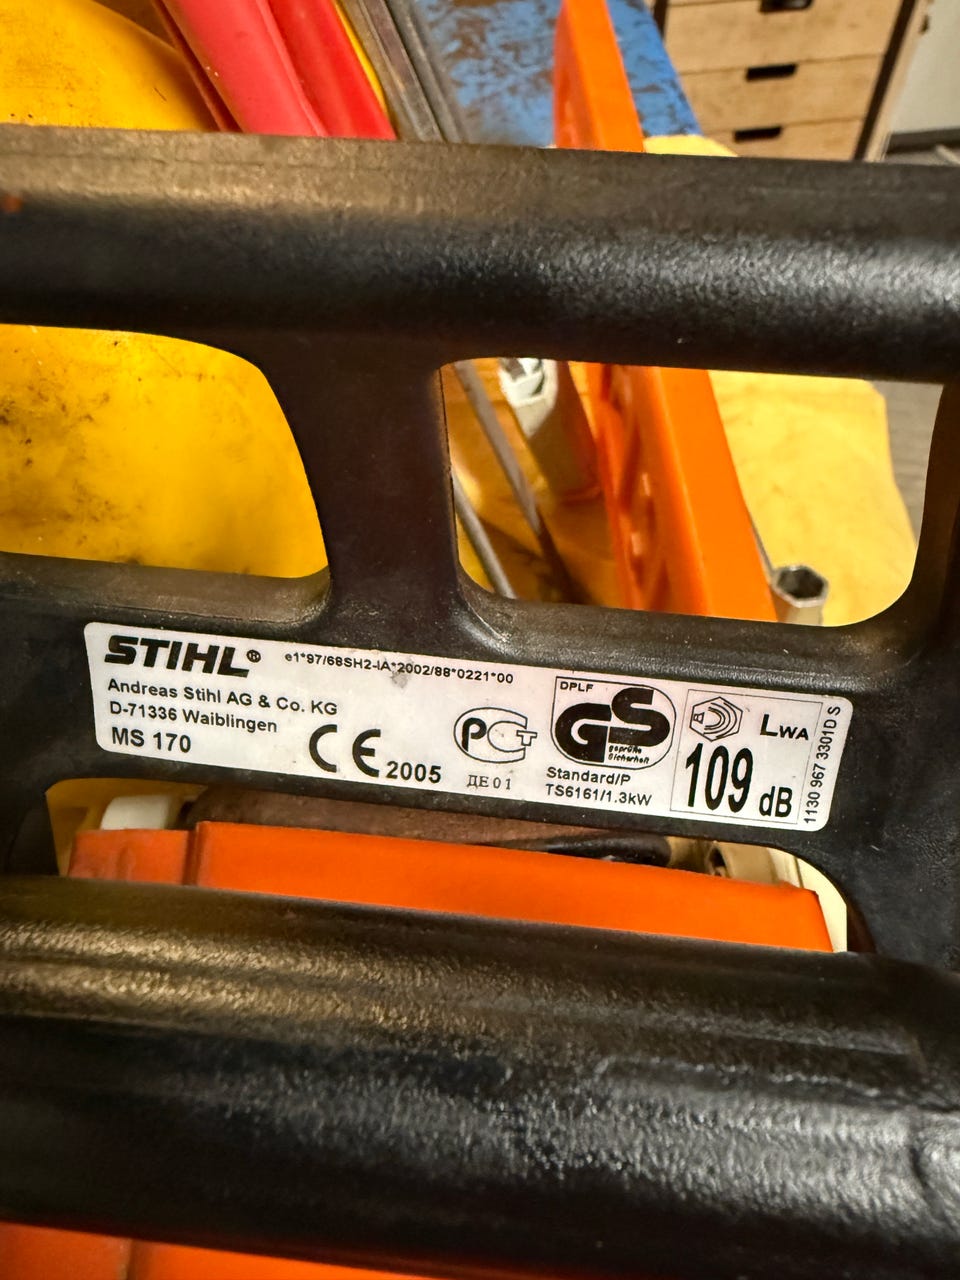 STIHL®
e1*97/68SH2-IA*2002/88*0221*00
Andreas Stihl AG & Co. KG
D-71336 Waiblingen
MS 170
CE 2005
PCT
ДЕ01
DPLF
GS
geprüfte
Sicherheit
Standard/P
TS6161/1.3kW
LWA
109 dB
1130 967 3301D S